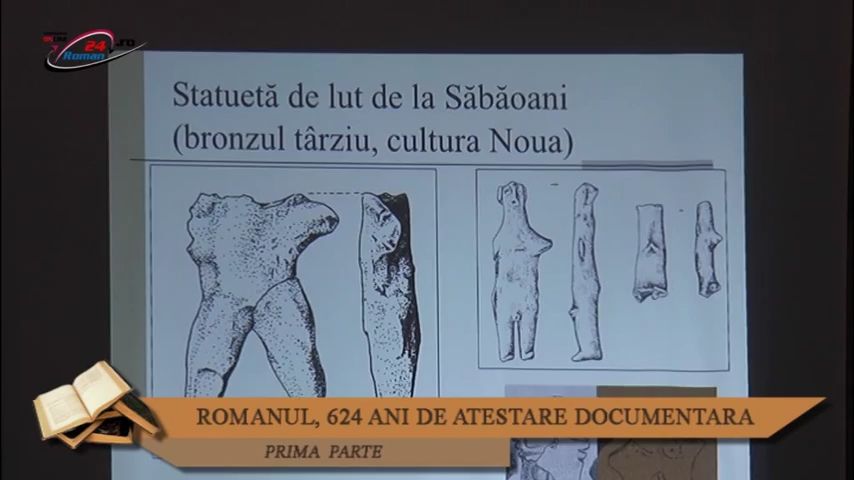 24.ro
Roman
Statuetă de lut de la Săbăoani
(bronzul târziu, cultura Noua)
ROMANUL, 624 ANI DE ATESTARE DOCUMENTARA
PRIMA PARTE